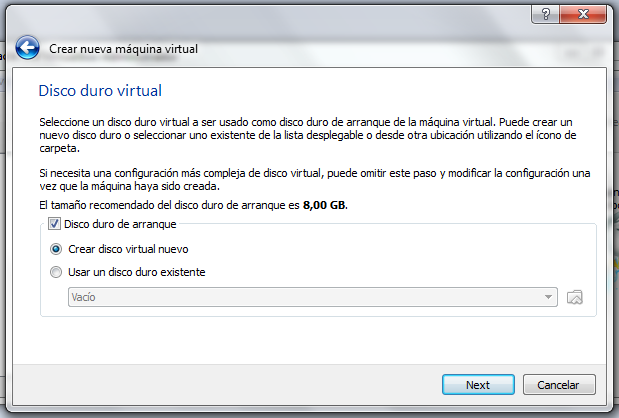 ?
Crear nueva máquina virtual
Disco duro virtual
Seleccione un disco duro virtual a ser usado como disco duro de arranque de la máquina virtual. Puede crear un
nuevo disco duro o seleccionar uno existente de la lista desplegable o desde otra ubicación utilizando el ícono de
carpeta.
Si necesita una configuración más compleja de disco virtual, puede omitir este paso y modificar la configuración una
vez que la máquina haya sido creada.
El tamaño recomendado del disco duro de arranque es 8,00 GB.
Disco duro de arranque
Crear disco virtual nuevo
Usar un disco duro existente
Vacío
Next Cancelar